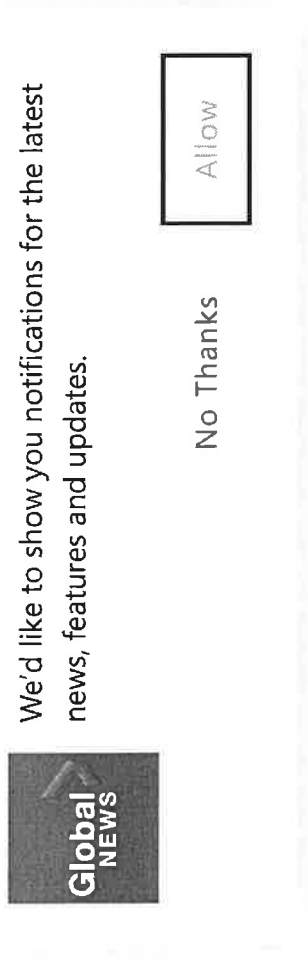 Global
NEWS
We'd like to show you notifications for the latest
news, features and updates.
No Thanks
Allow